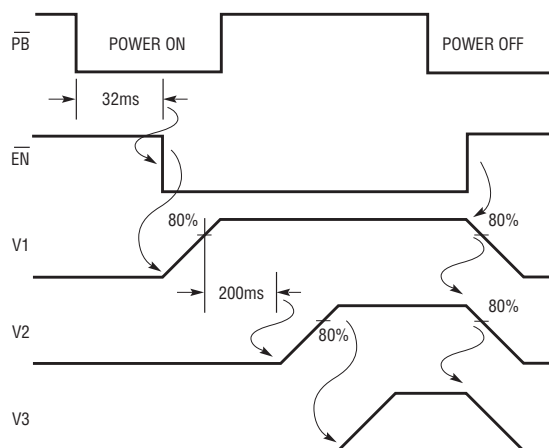 PB
POWER ON
POWER OFF
32ms
EN
80%
80%
V1
200ms
80%
V2
80%
V3